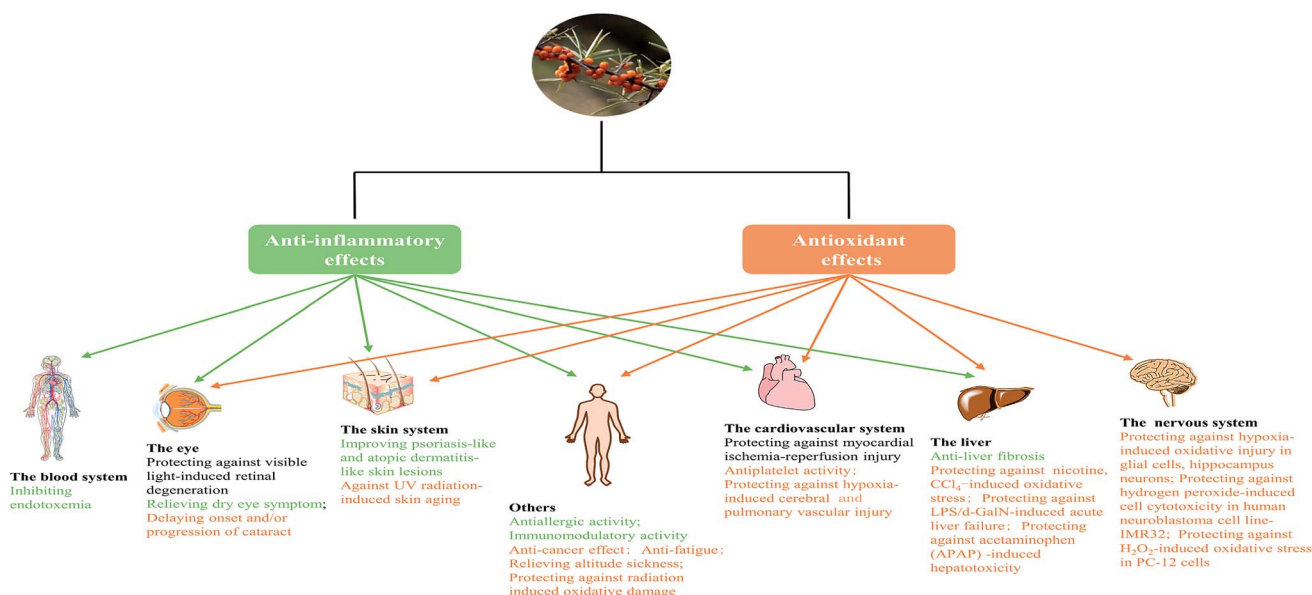 Anti-inflammatory
effects
Antioxidant
effects
The blood system
Inhibiting
endotoxemia
The eye
Protecting against visible
light-induced retinal
degeneration
Relieving dry eye symptom;
Delaying onset and/or
progression of cataract
The skin system
Improving psoriasis-like
and atopic dermatitis-
like skin lesions
Against UV radiation-
induced skin aging
Others
Antiallergic activity;
Immunomodulatory activity
Anti-cancer effect; Anti-fatigue;
Relieving altitude sickness;
Protecting against radiation
induced oxidative damage
The cardiovascular system
Protecting against myocardial
ischemia-reperfusion injury
Antiplatelet activity;
Protecting against hypoxia-
induced cerebral and
pulmonary vascular injury
The liver
Anti-liver fibrosis
Protecting against nicotine,
CCl₄-induced oxidative
stress; Protecting against
LPS/d-GalN-induced acute
liver failure; Protecting
against acetaminophen
(APAP) -induced
hepatotoxicity
The nervous system
Protecting against hypoxia-
induced oxidative injury in
glial cells, hippocampus
neurons; Protecting against
hydrogen peroxide-induced
cell cytotoxicity in human
neuroblastoma cell line-
IMR32; Protecting against
H₂O₂-induced oxidative stress
in PC-12 cells